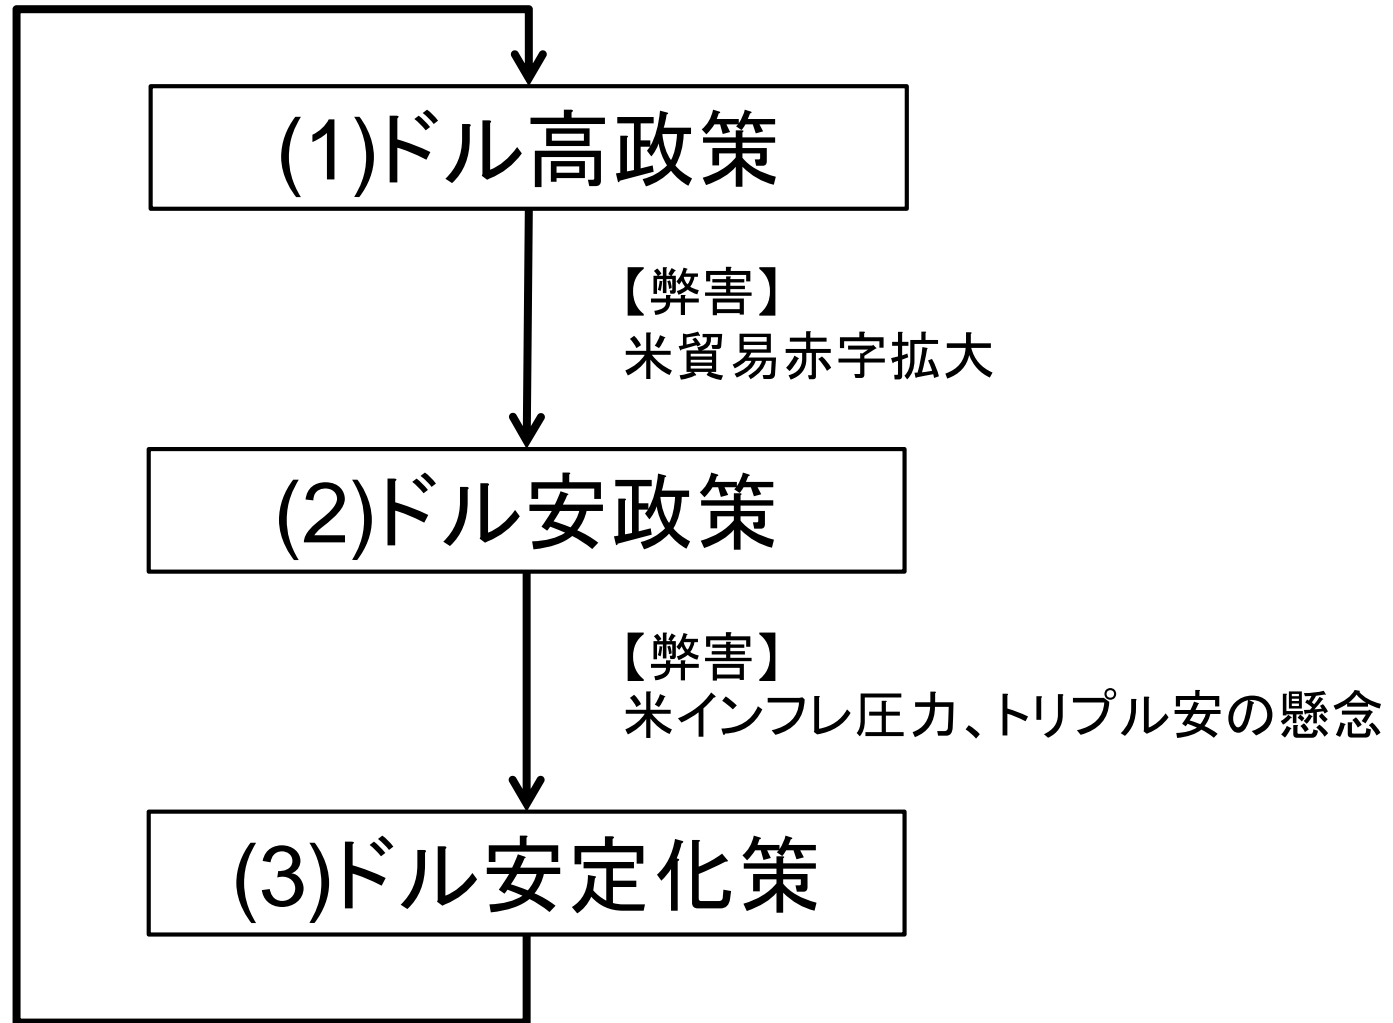 (1)ドル高政策
【弊害】
米貿易赤字拡大
(2)ドル安政策
【弊害】
米インフレ圧力、トリプル安の懸念
(3)ドル安定化策